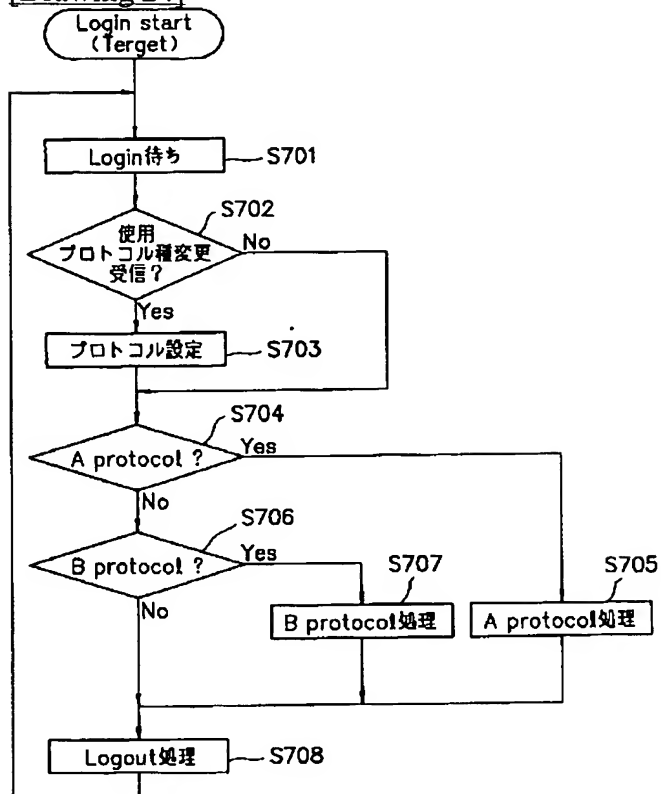 Login start
(Terget)
Login待ち
S701
S702
使用
プロトコル種変更
受信？
No
Yes
プロトコル設定
S703
S704
A protocol ?
Yes
No
S706
B protocol ?
Yes
No
S707
B protocol処理
S705
A protocol処理
Logout処理
S708